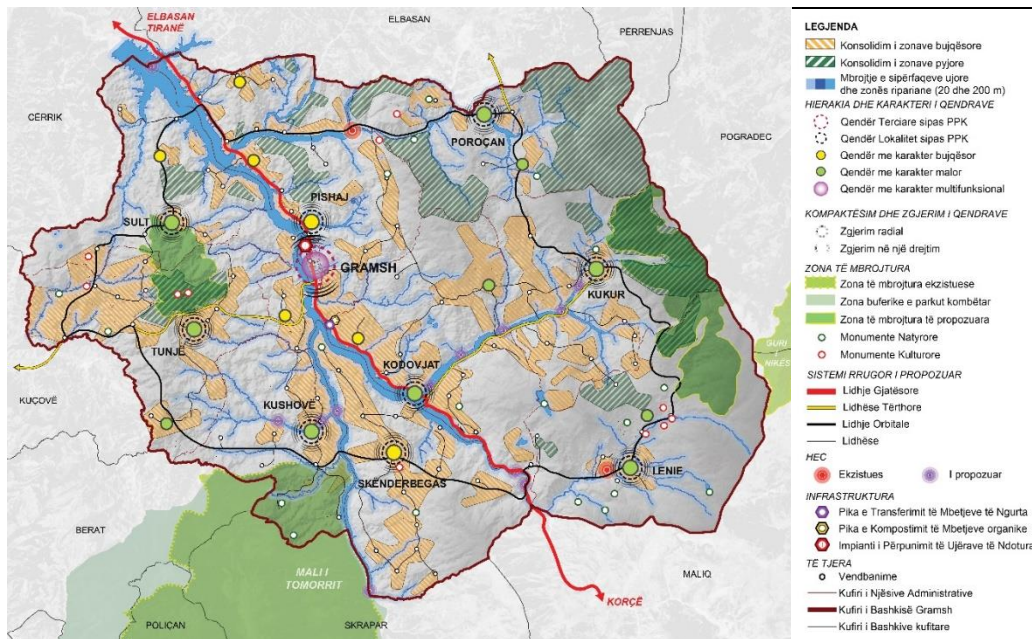 ELBASAN
TIRANË
ELBASAN
PËRRENJAS
CËRRIK
POROÇAN
POGRADEC
PISHAJ
SULT
GRAMSH
KUKUR
TUNJË
KODOVJAT
GURI
I
NIKËS
KUÇOVË
KUSHOVË
SKËNDERBEGAS
LENIE
BERAT
MALI I
TOMORRIT
MALIQ
KORÇË
POLIÇAN
SKRAPAR
LEGJENDA
Konsolidim i zonave bujqësore
Konsolidim i zonave pyjore
Mbrojtje e sipërfaqeve ujore
dhe zonës ripariane (20 dhe 200 m)
HIERAKIA DHE KARAKTERI I QENDRAVE
Qendër Terciare sipas PPK
Qendër Lokaliteti sipas PPK
Qendër me karakter bujqësor
Qendër me karakter malor
Qendër me karakter multifunksional
KOMPAKTËSIM DHE ZGJERIM I QENDRAVE
Zgjerim radial
Zgjerim në një drejtim
ZONA TË MBROJTURA
Zona të mbrojtura ekzistuese
Zona buferike e parkut kombëtar
Zona të mbrojtura të propozuara
Monumente Natyrore
Monumente Kulturore
SISTEMI RRUGOR I PROPOZUAR
Lidhje Gjatësore
Lidhëse Tërthore
Lidhje Orbitale
Lidhëse
HEC
Ekzistues
I propozuar
INFRASTRUKTURA
Pika e Transferimit të Mbetjeve të Ngurta
Pika e Kompostimit të Mbetjeve organike
Impianti i Përpunimit të Ujërave të Ndotura
TË TJERA
Vendbanime
Kufiri i Njësive Administrative
Kufiri i Bashkisë Gramsh
Kufiri i Bashkive kufitare